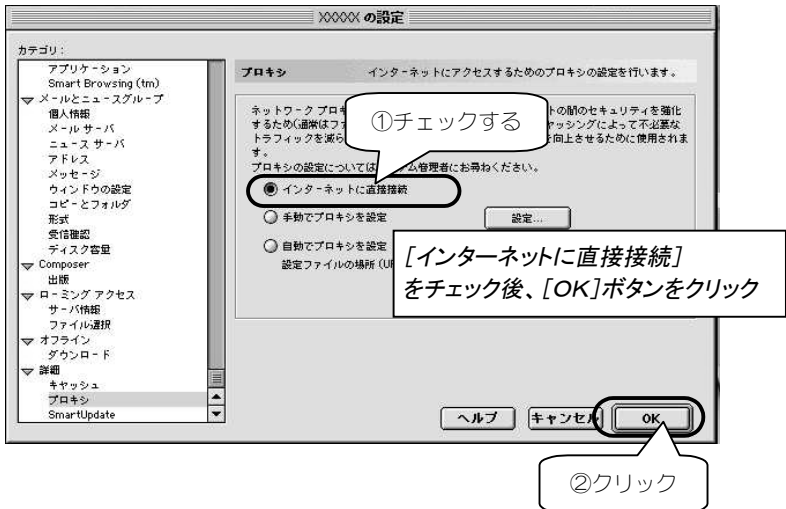 XXXXX の設定
カテゴリ：
アプリケーション
Smart Browsing (tm)
メールとニュースグループ
個人情報
メール サーバ
ニュース サーバ
アドレス
メッセージ
ウィンドウの設定
コピーとフォルダ
形式
受信確認
ディスク容量
Composer
出版
ローミング アクセス
サーバ情報
ファイル選択
オフライン
ダウンロード
詳細
キャッシュ
プロキシ
SmartUpdate
プロキシ インターネットにアクセスするためのプロキシの設定を行います。
ネットワーク プロキ トの間のセキュリティを強化
するため(通常はファ ャッシングによって不必要な
トラフィックを減ら を向上させるために使用されま
す。
プロキシの設定については ム管理者にお尋ねください。
①チェックする
インターネットに直接接続
手動でプロキシを設定 設定...
自動でプロキシを設定
設定ファイルの場所 (U
[インターネットに直接接続]
をチェック後、[OK]ボタンをクリック
ヘルプ キャンセル OK
②クリック